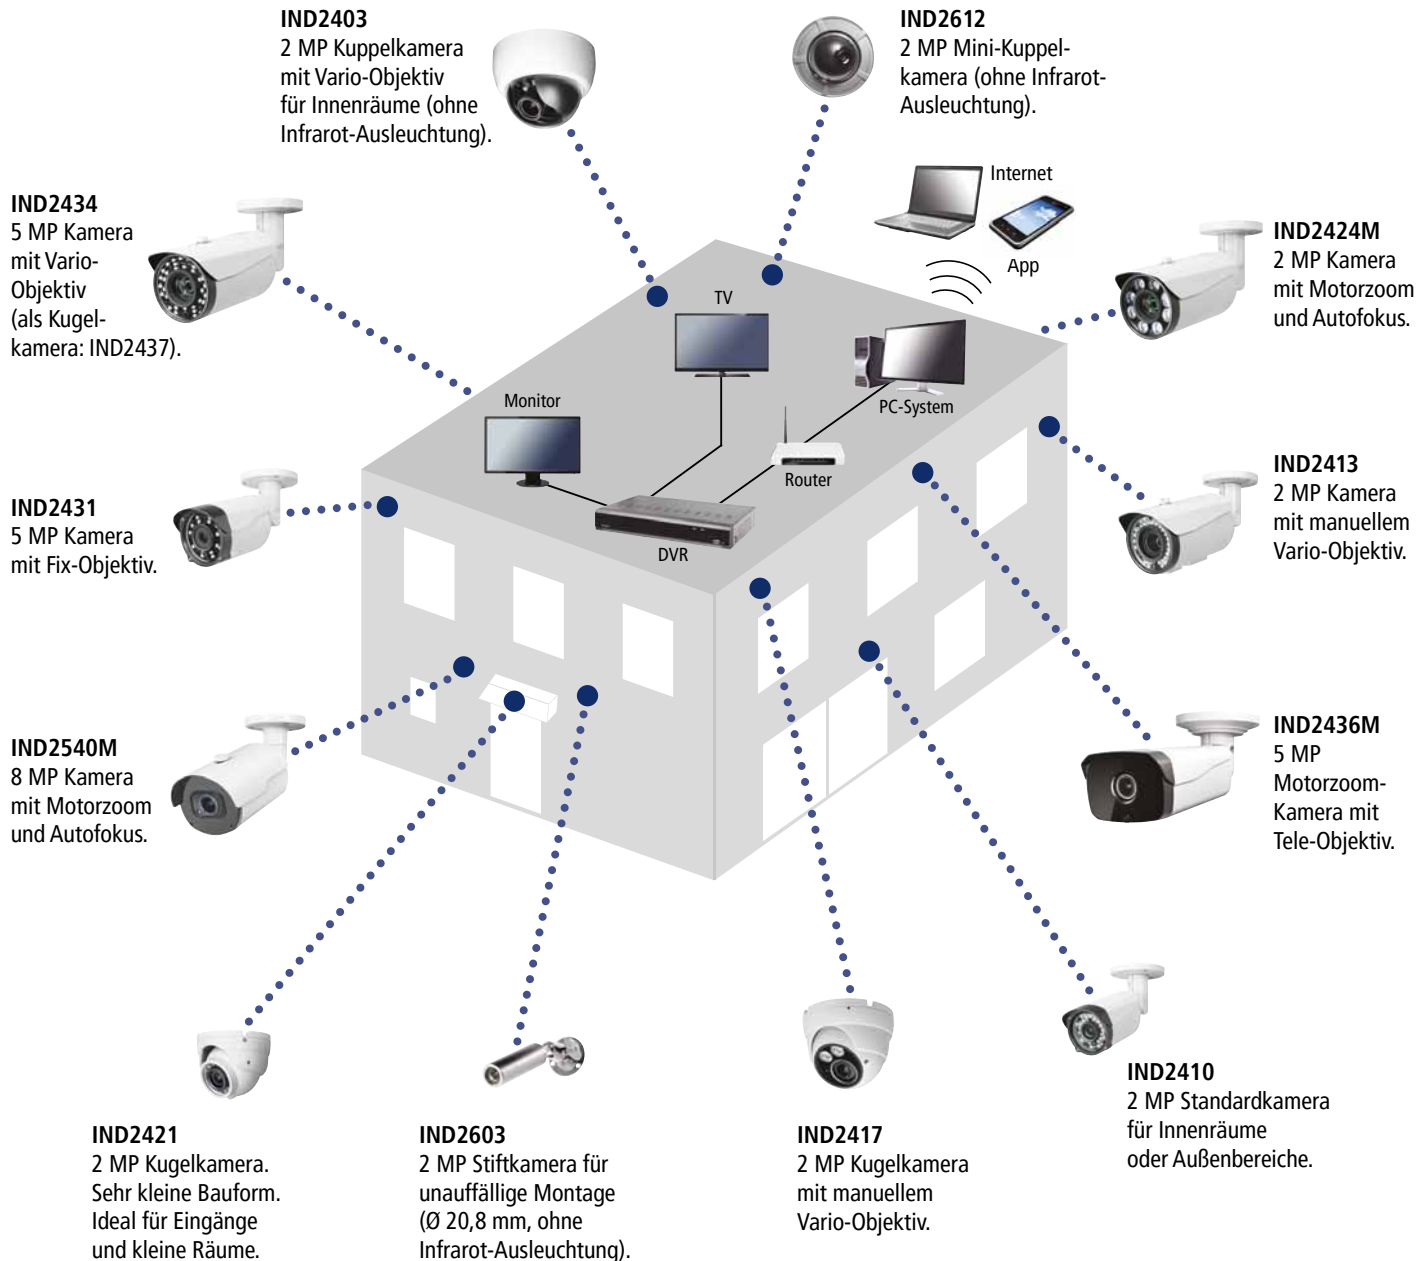 IND2403
2 MP Kuppelkamera
mit Vario-Objektiv
für Innenräume (ohne
Infrarot-Ausleuchtung).
IND2612
2 MP Mini-Kuppel-
kamera (ohne Infrarot-
Ausleuchtung).
Internet
App
IND2434
5 MP Kamera
mit Vario-
Objektiv
(als Kugel-
kamera: IND2437).
IND2424M
2 MP Kamera
mit Motorzoom
und Autofokus.
TV
Monitor
PC-System
Router
DVR
IND2431
5 MP Kamera
mit Fix-Objektiv.
IND2413
2 MP Kamera
mit manuellem
Vario-Objektiv.
IND2540M
8 MP Kamera
mit Motorzoom
und Autofokus.
IND2436M
5 MP
Motorzoom-
Kamera mit
Tele-Objektiv.
IND2421
2 MP Kugelkamera.
Sehr kleine Bauform.
Ideal für Eingänge
und kleine Räume.
IND2603
2 MP Stiftkamera für
unauffällige Montage
(Ø 20,8 mm, ohne
Infrarot-Ausleuchtung).
IND2417
2 MP Kugelkamera
mit manuellem
Vario-Objektiv.
IND2410
2 MP Standardkamera
für Innenräume
oder Außenbereiche.